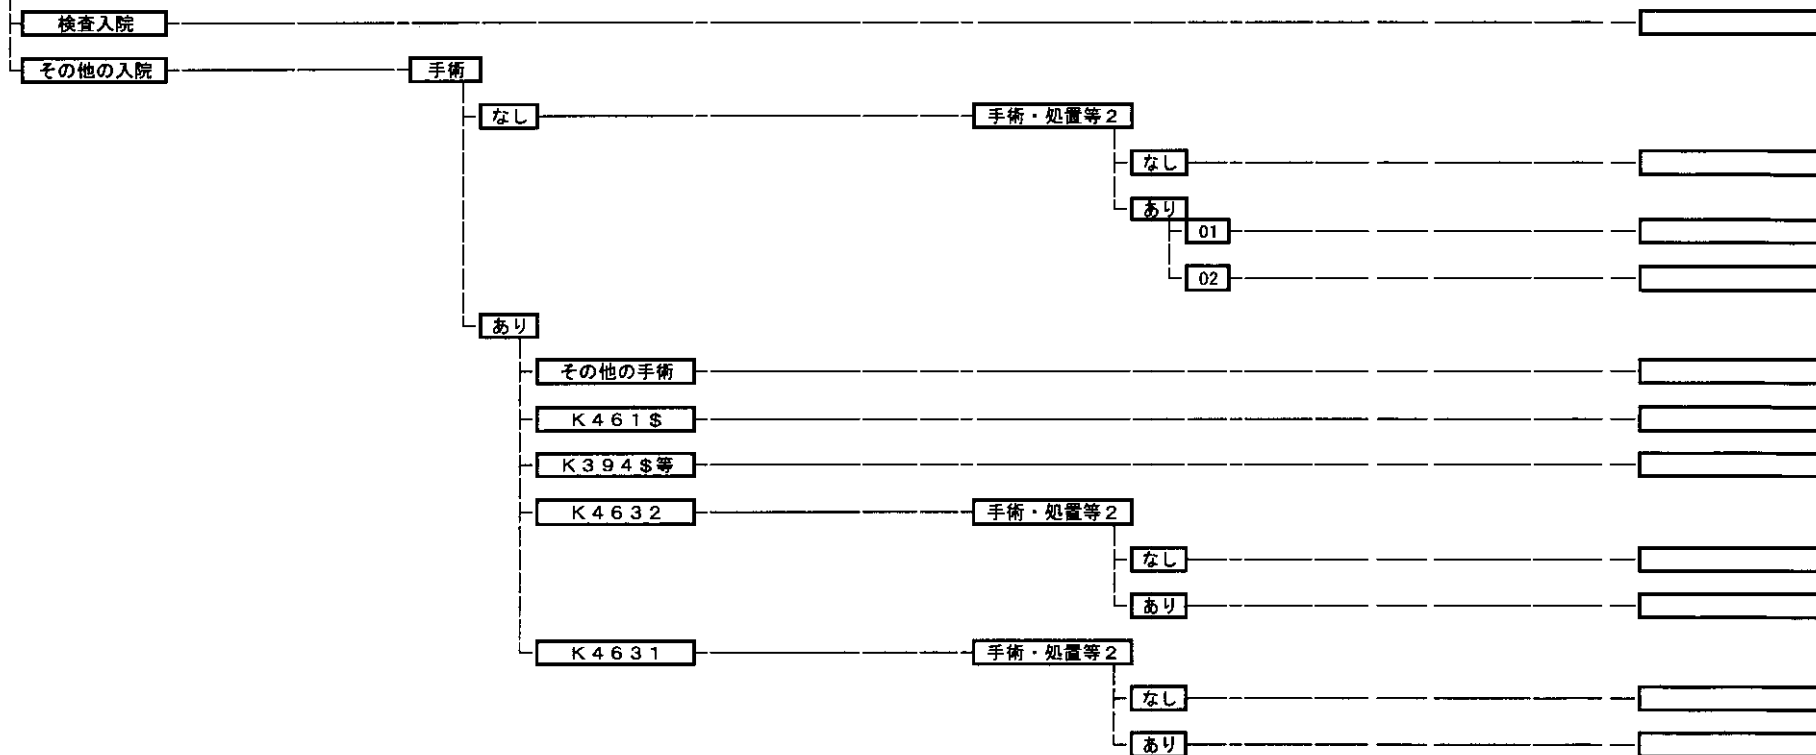 検査入院
その他の入院 手術
なし 手術・処置等2
なし
あり
01
02
あり
その他の手術
K461$
K394$等
K4632 手術・処置等2
なし
あり
K4631 手術・処置等2
なし
あり